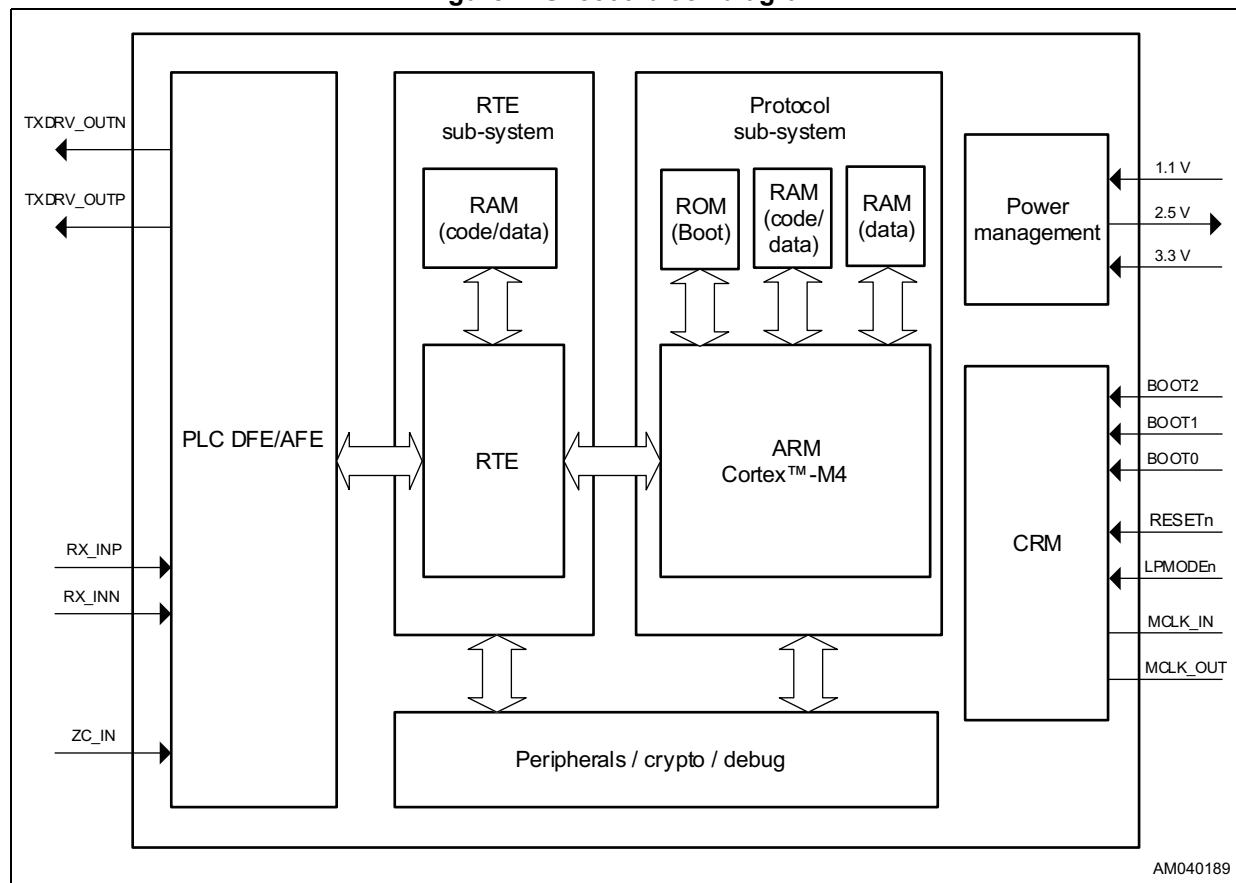 RTE
sub-system
Protocol
sub-system
TXDRV_OUTN
TXDRV_OUTP
RAM
(code/data)
ROM
(Boot)
RAM
(code/
data)
RAM
(data)
Power
management
1.1 V
2.5 V
3.3 V
PLC DFE/AFE
RTE
ARM
Cortex™-M4
CRM
BOOT2
BOOT1
BOOT0
RESETn
LPMODEn
MCLK_IN
MCLK_OUT
RX_INP
RX_INN
ZC_IN
Peripherals / crypto / debug
AM040189